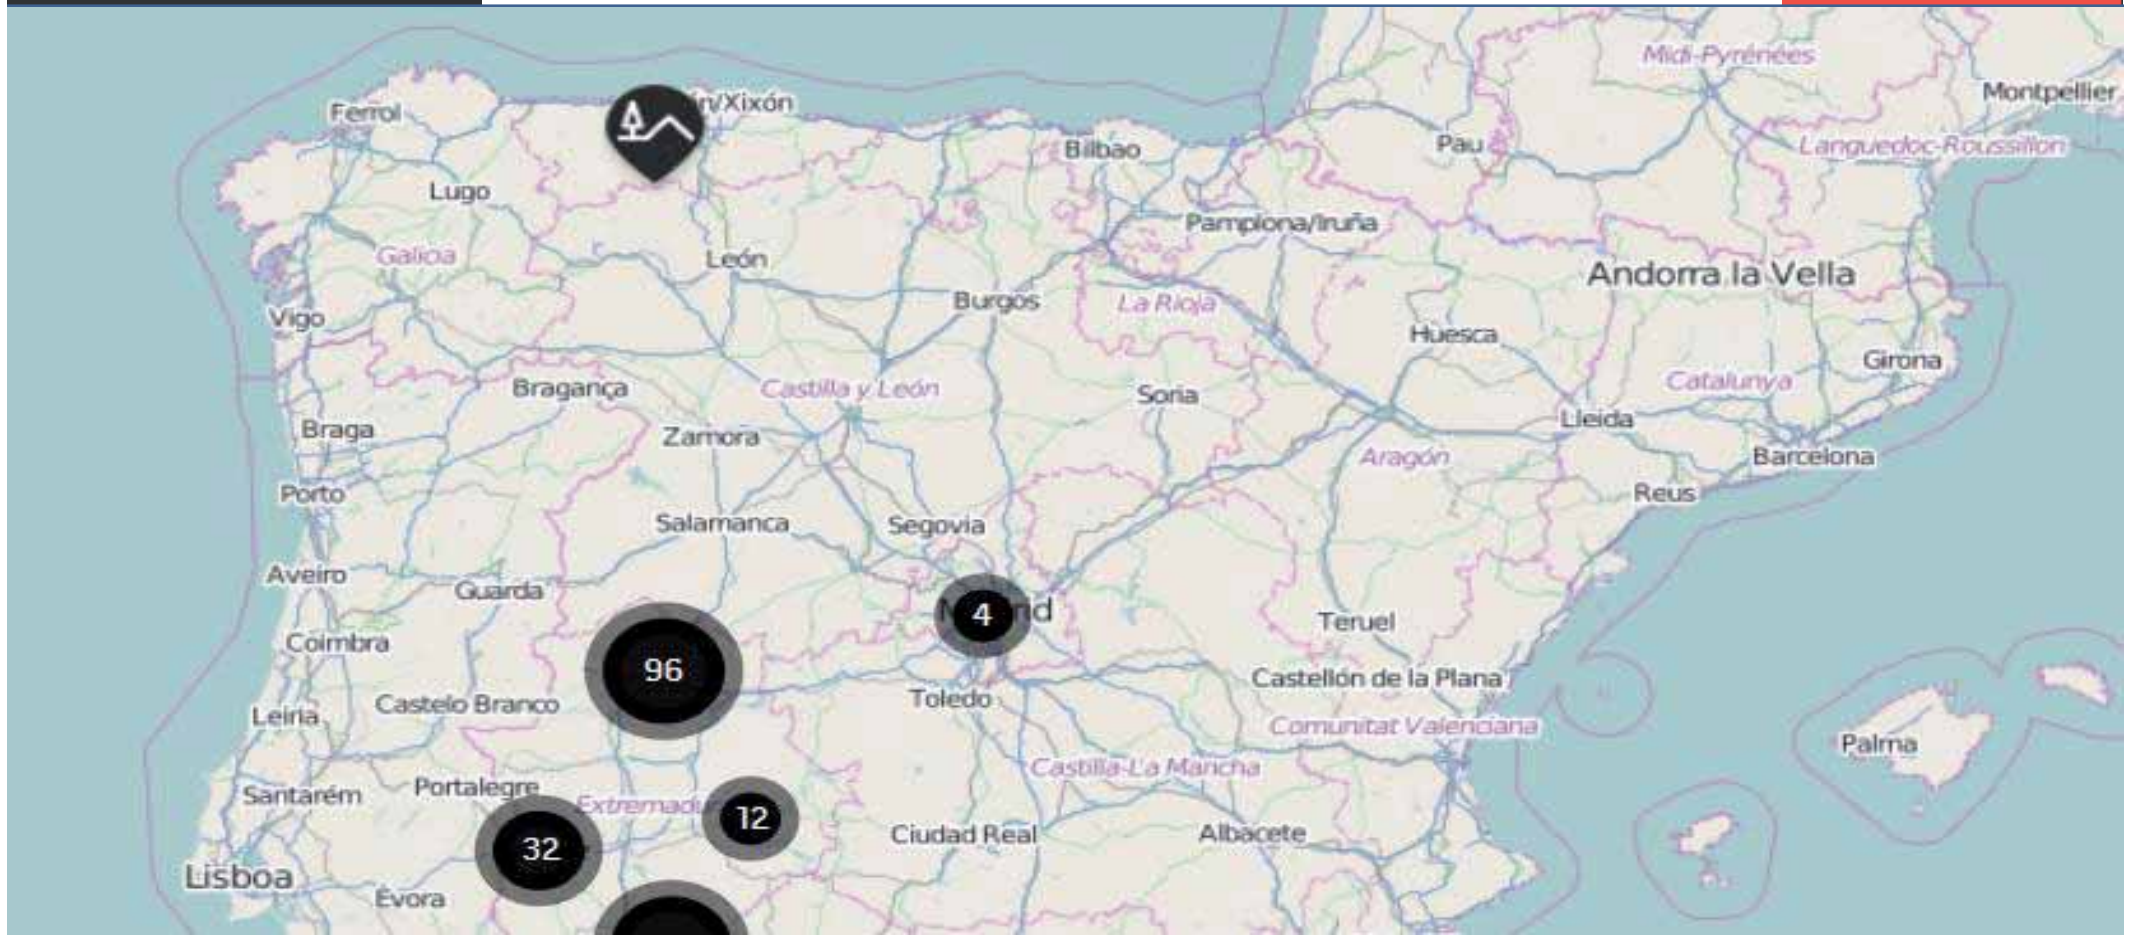 Midi-Pyrénées
Montpellier
n/Xixón
Ferrol
Pau
Languedoc-Roussillon
Bilbao
Lugo
Pamplona/Iruña
Galicia
León
Andorra la Vella
Burgos
La Rioja
Vigo
Huesca
Girona
Bragança
Castilla y León
Catalunya
Soria
Lleida
Braga
Zamora
Aragón
Barcelona
Porto
Reus
Salamanca
Segovia
Aveiro
Guarda
4
Teruel
Coimbra
96
Castellón de la Plana
Toledo
Castelo Branco
Leiria
Comunitat Valenciana
Palma
Castilla-La Mancha
Portalegre
Santarém
Extremadu
12
Ciudad Real
Albacete
32
Lisboa
Évora